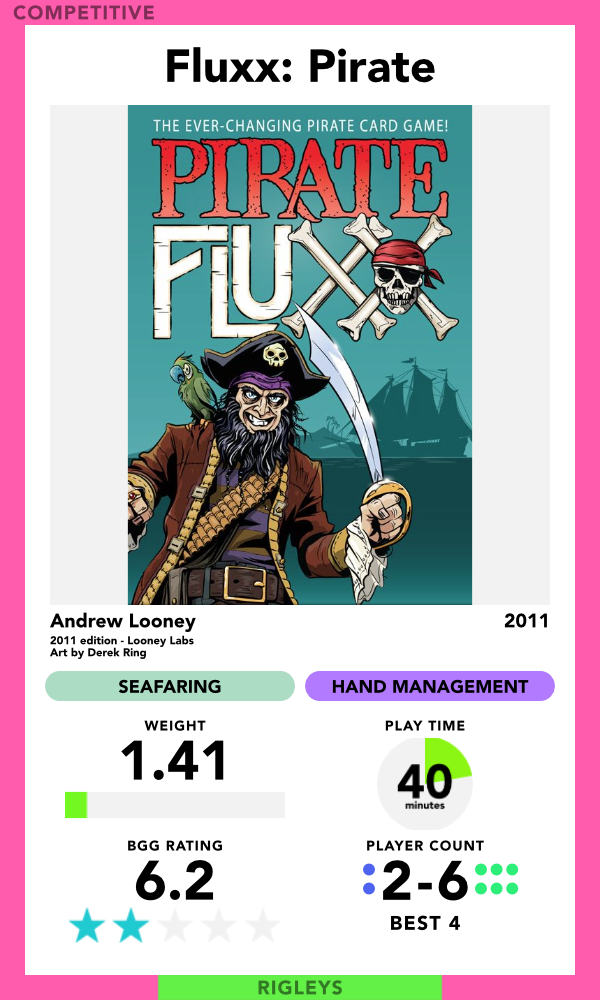 COMPETITIVE
Fluxx: Pirate
THE EVER-CHANGING PIRATE CARD GAME!
PIRATE
FLUXX
Andrew Looney
2011
2011 edition - Looney Labs
Art by Derek Ring
SEAFARING
HAND MANAGEMENT
WEIGHT
PLAY TIME
1.41
40
minutes
BGG RATING
PLAYER COUNT
6.2
2-6
BEST 4
RIGLEYS